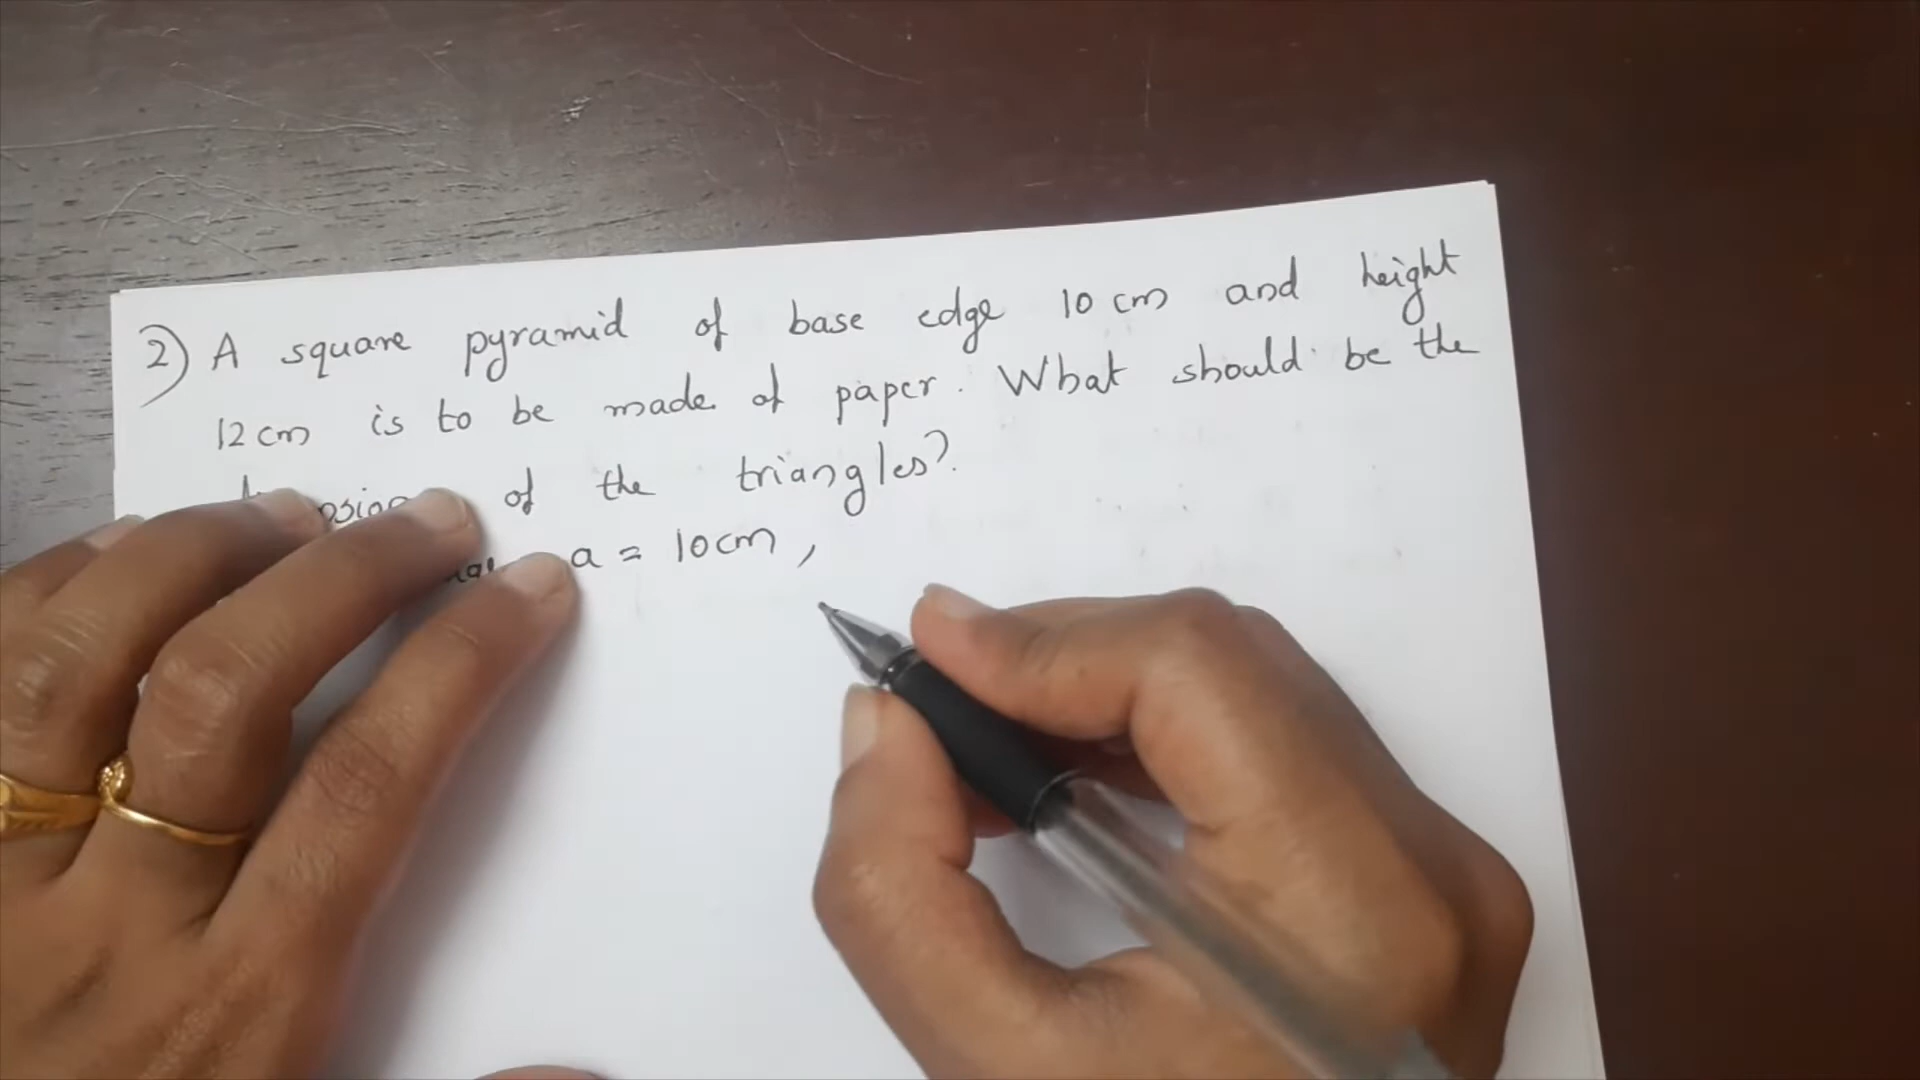 2) A square pyramid of base edge 10 cm and height
12 cm is to be made of paper. What should be the
of the triangles?
a = 10cm,